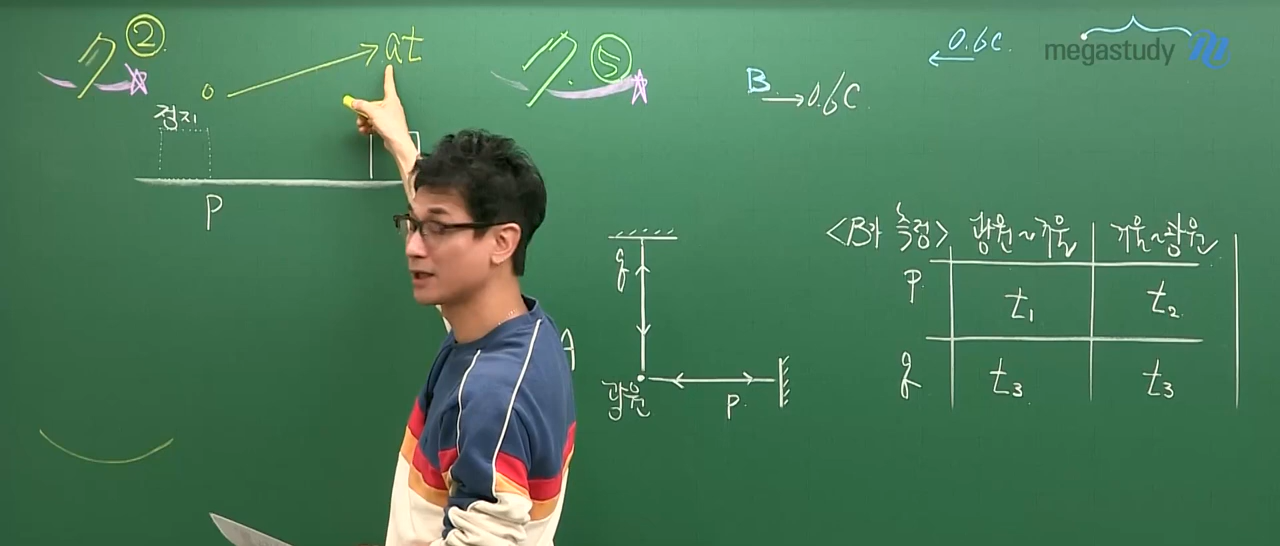 ㄱ. ②
0 → at
정지
P
ㄱ. ⑤
B
→ 0.6C.
0.6C.
←
megastudy
A
q
광원
P
<B가 측정> 광원~거울 거울~광원
P t₁ t₂
q t₃ t₃